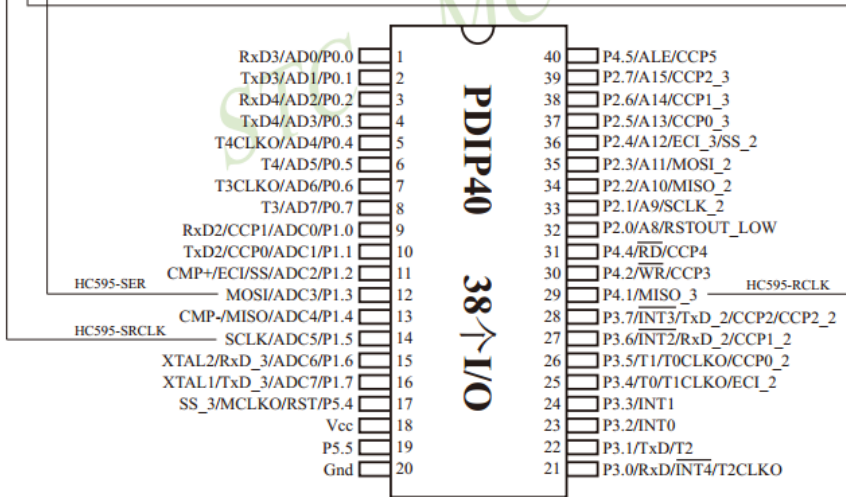 STC MC
RxD3/AD0/P0.0 1
TxD3/AD1/P0.1 2
RxD4/AD2/P0.2 3
TxD4/AD3/P0.3 4
T4CLKO/AD4/P0.4 5
T4/AD5/P0.5 6
T3CLKO/AD6/P0.6 7
T3/AD7/P0.7 8
RxD2/CCP1/ADC0/P1.0 9
TxD2/CCP0/ADC1/P1.1 10
CMP+/ECI/SS/ADC2/P1.2 11
HC595-SER
MOSI/ADC3/P1.3 12
CMP-/MISO/ADC4/P1.4 13
HC595-SRCLK
SCLK/ADC5/P1.5 14
XTAL2/RxD_3/ADC6/P1.6 15
XTAL1/TxD_3/ADC7/P1.7 16
SS_3/MCLKO/RST/P5.4 17
Vcc 18
P5.5 19
Gnd 20
PDIP40 38个I/O
40 P4.5/ALE/CCP5
39 P2.7/A15/CCP2_3
38 P2.6/A14/CCP1_3
37 P2.5/A13/CCP0_3
36 P2.4/A12/ECI_3/SS_2
35 P2.3/A11/MOSI_2
34 P2.2/A10/MISO_2
33 P2.1/A9/SCLK_2
32 P2.0/A8/RSTOUT_LOW
31 P4.4/RD/CCP4
30 P4.2/WR/CCP3
29 P4.1/MISO_3 HC595-RCLK
28 P3.7/INT3/TxD_2/CCP2/CCP2_2
27 P3.6/INT2/RxD_2/CCP1_2
26 P3.5/T1/T0CLKO/CCP0_2
25 P3.4/T0/T1CLKO/ECI_2
24 P3.3/INT1
23 P3.2/INT0
22 P3.1/TxD/T2
21 P3.0/RxD/INT4/T2CLKO